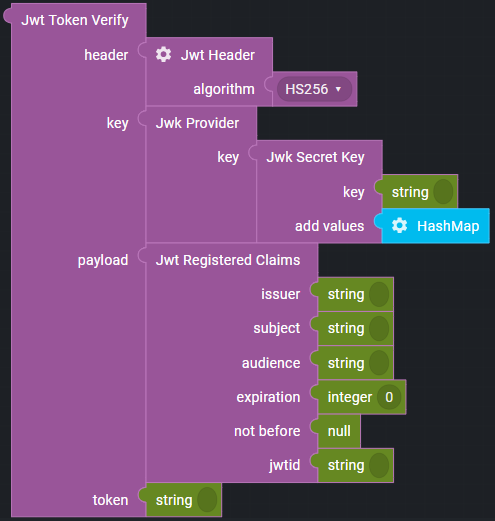 Jwt Token Verify
header Jwt Header
algorithm HS256
key Jwk Provider
key Jwk Secret Key
key string
add values HashMap
payload Jwt Registered Claims
issuer string
subject string
audience string
expiration integer 0
not before null
jwtid string
token string